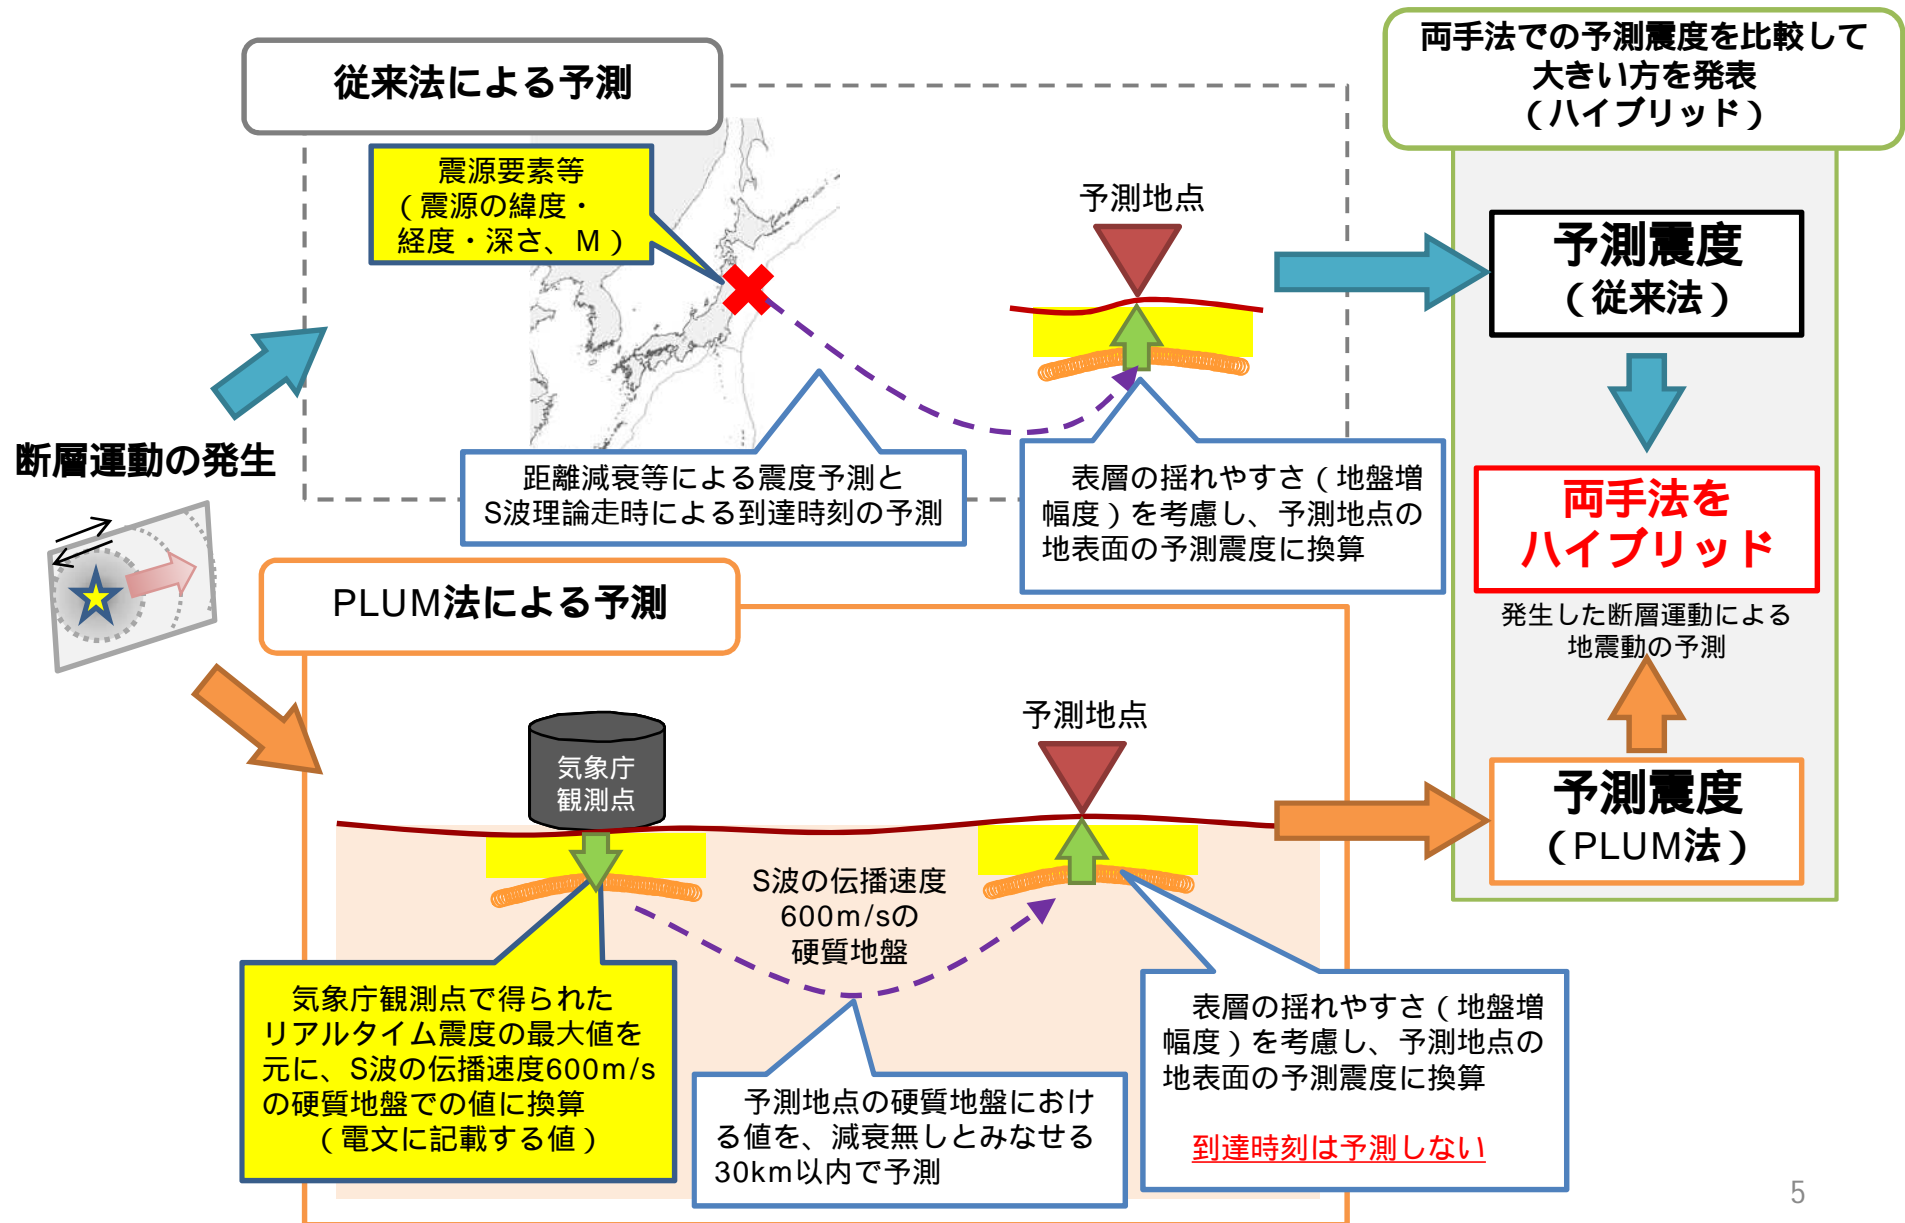 両手法での予測震度を比較して
大きい方を発表
(ハイブリッド)
従来法による予測
震源要素等
(震源の緯度・
経度・深さ、M)
予測地点
予測震度
(従来法)
断層運動の発生
距離減衰等による震度予測と
S波理論走時による到達時刻の予測
表層の揺れやすさ(地盤増
幅度)を考慮し、予測地点の
地表面の予測震度に換算
両手法を
ハイブリッド
発生した断層運動による
地震動の予測
PLUM法による予測
気象庁
観測点
予測地点
S波の伝播速度
600m/sの
硬質地盤
予測震度
(PLUM法)
気象庁観測点で得られた
リアルタイム震度の最大値を
元に、S波の伝播速度600m/s
の硬質地盤での値に換算
(電文に記載する値)
予測地点の硬質地盤におけ
る値を、減衰無しとみなせる
30km以内で予測
表層の揺れやすさ(地盤増
幅度)を考慮し、予測地点の
地表面の予測震度に換算
到達時刻は予測しない
5